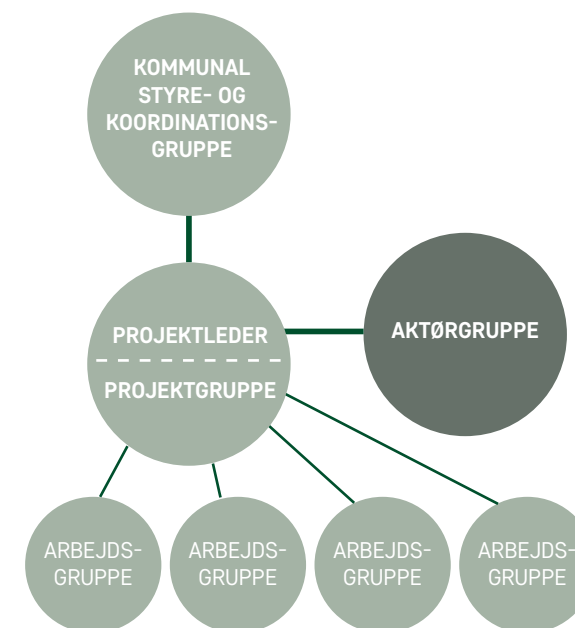 KOMMUNAL
STYRE- OG
KOORDINATIONS-
GRUPPE
PROJEKTLEDER
PROJEKTGRUPPE
AKTØRGRUPPE
ARBEJDS-
GRUPPE
ARBEJDS-
GRUPPE
ARBEJDS-
GRUPPE
ARBEJDS-
GRUPPE